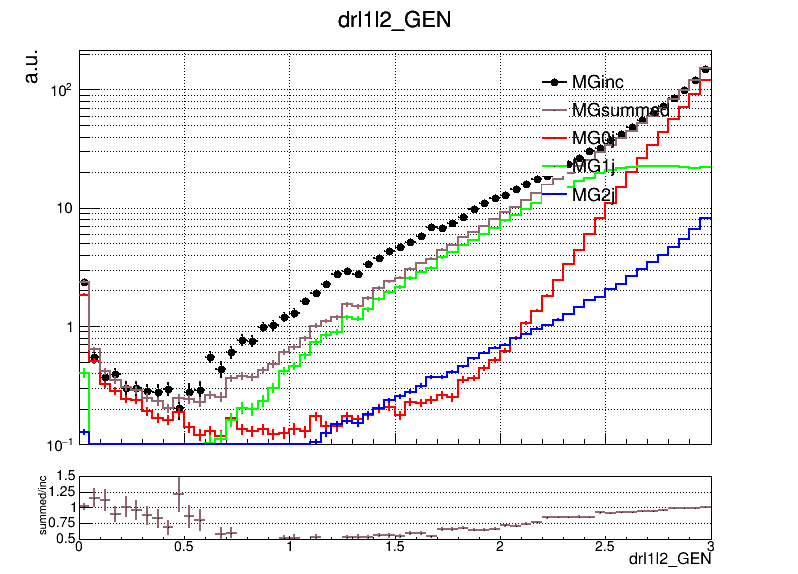 drl1l2_GEN
a.u.
MGinc
MGsummed
MG0j
MG1j
MG2j
10²
10
1
10⁻¹
summed/inc
1.5
1.25
1
0.75
0.5
0 0.5 1 1.5 2 2.5 3
drl1l2_GEN